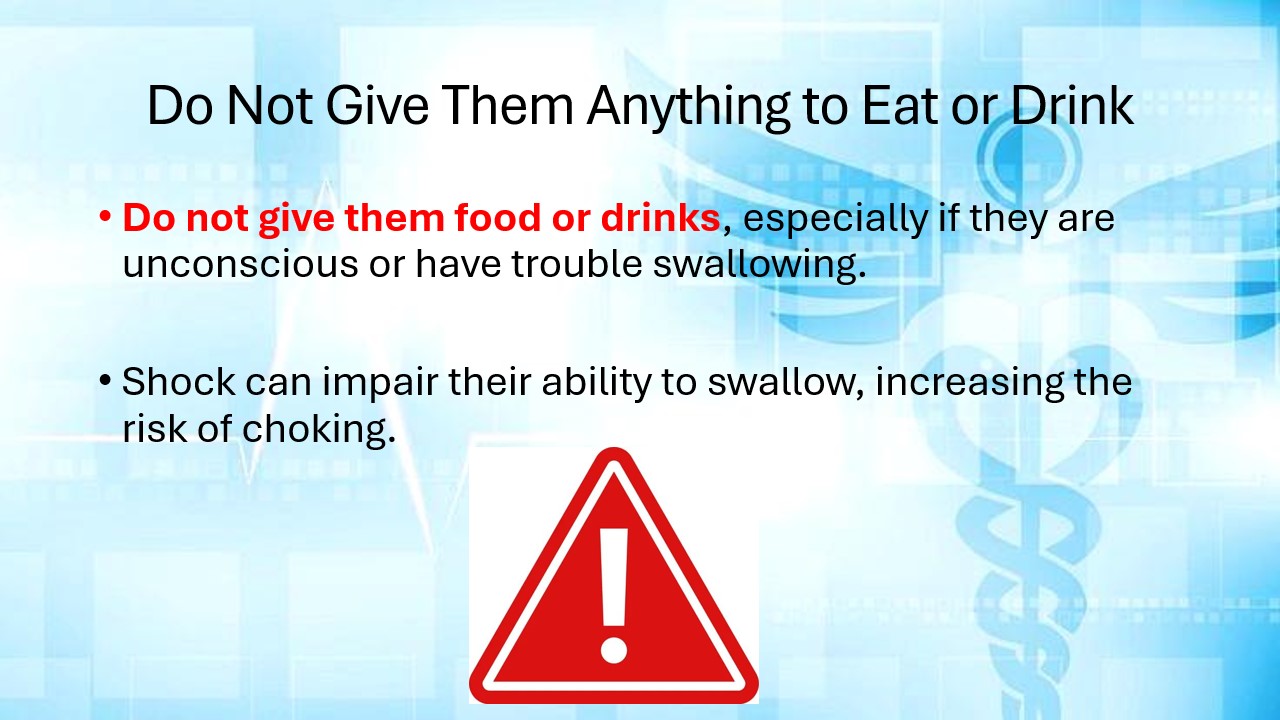 Do Not Give Them Anything to Eat or Drink
• Do not give them food or drinks, especially if they are
unconscious or have trouble swallowing.
• Shock can impair their ability to swallow, increasing the
risk of choking.
!